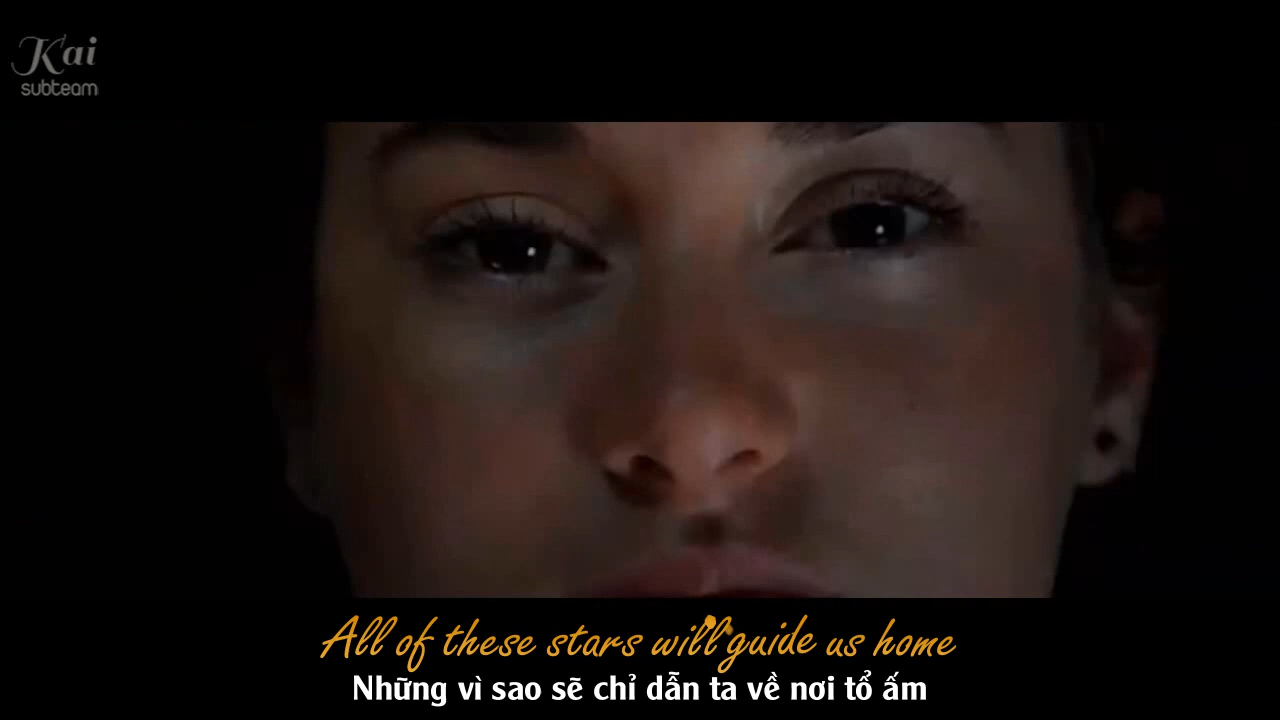 Kai
subteam
All of these stars will guide us home
Những vì sao sẽ chỉ dẫn ta về nơi tổ ấm